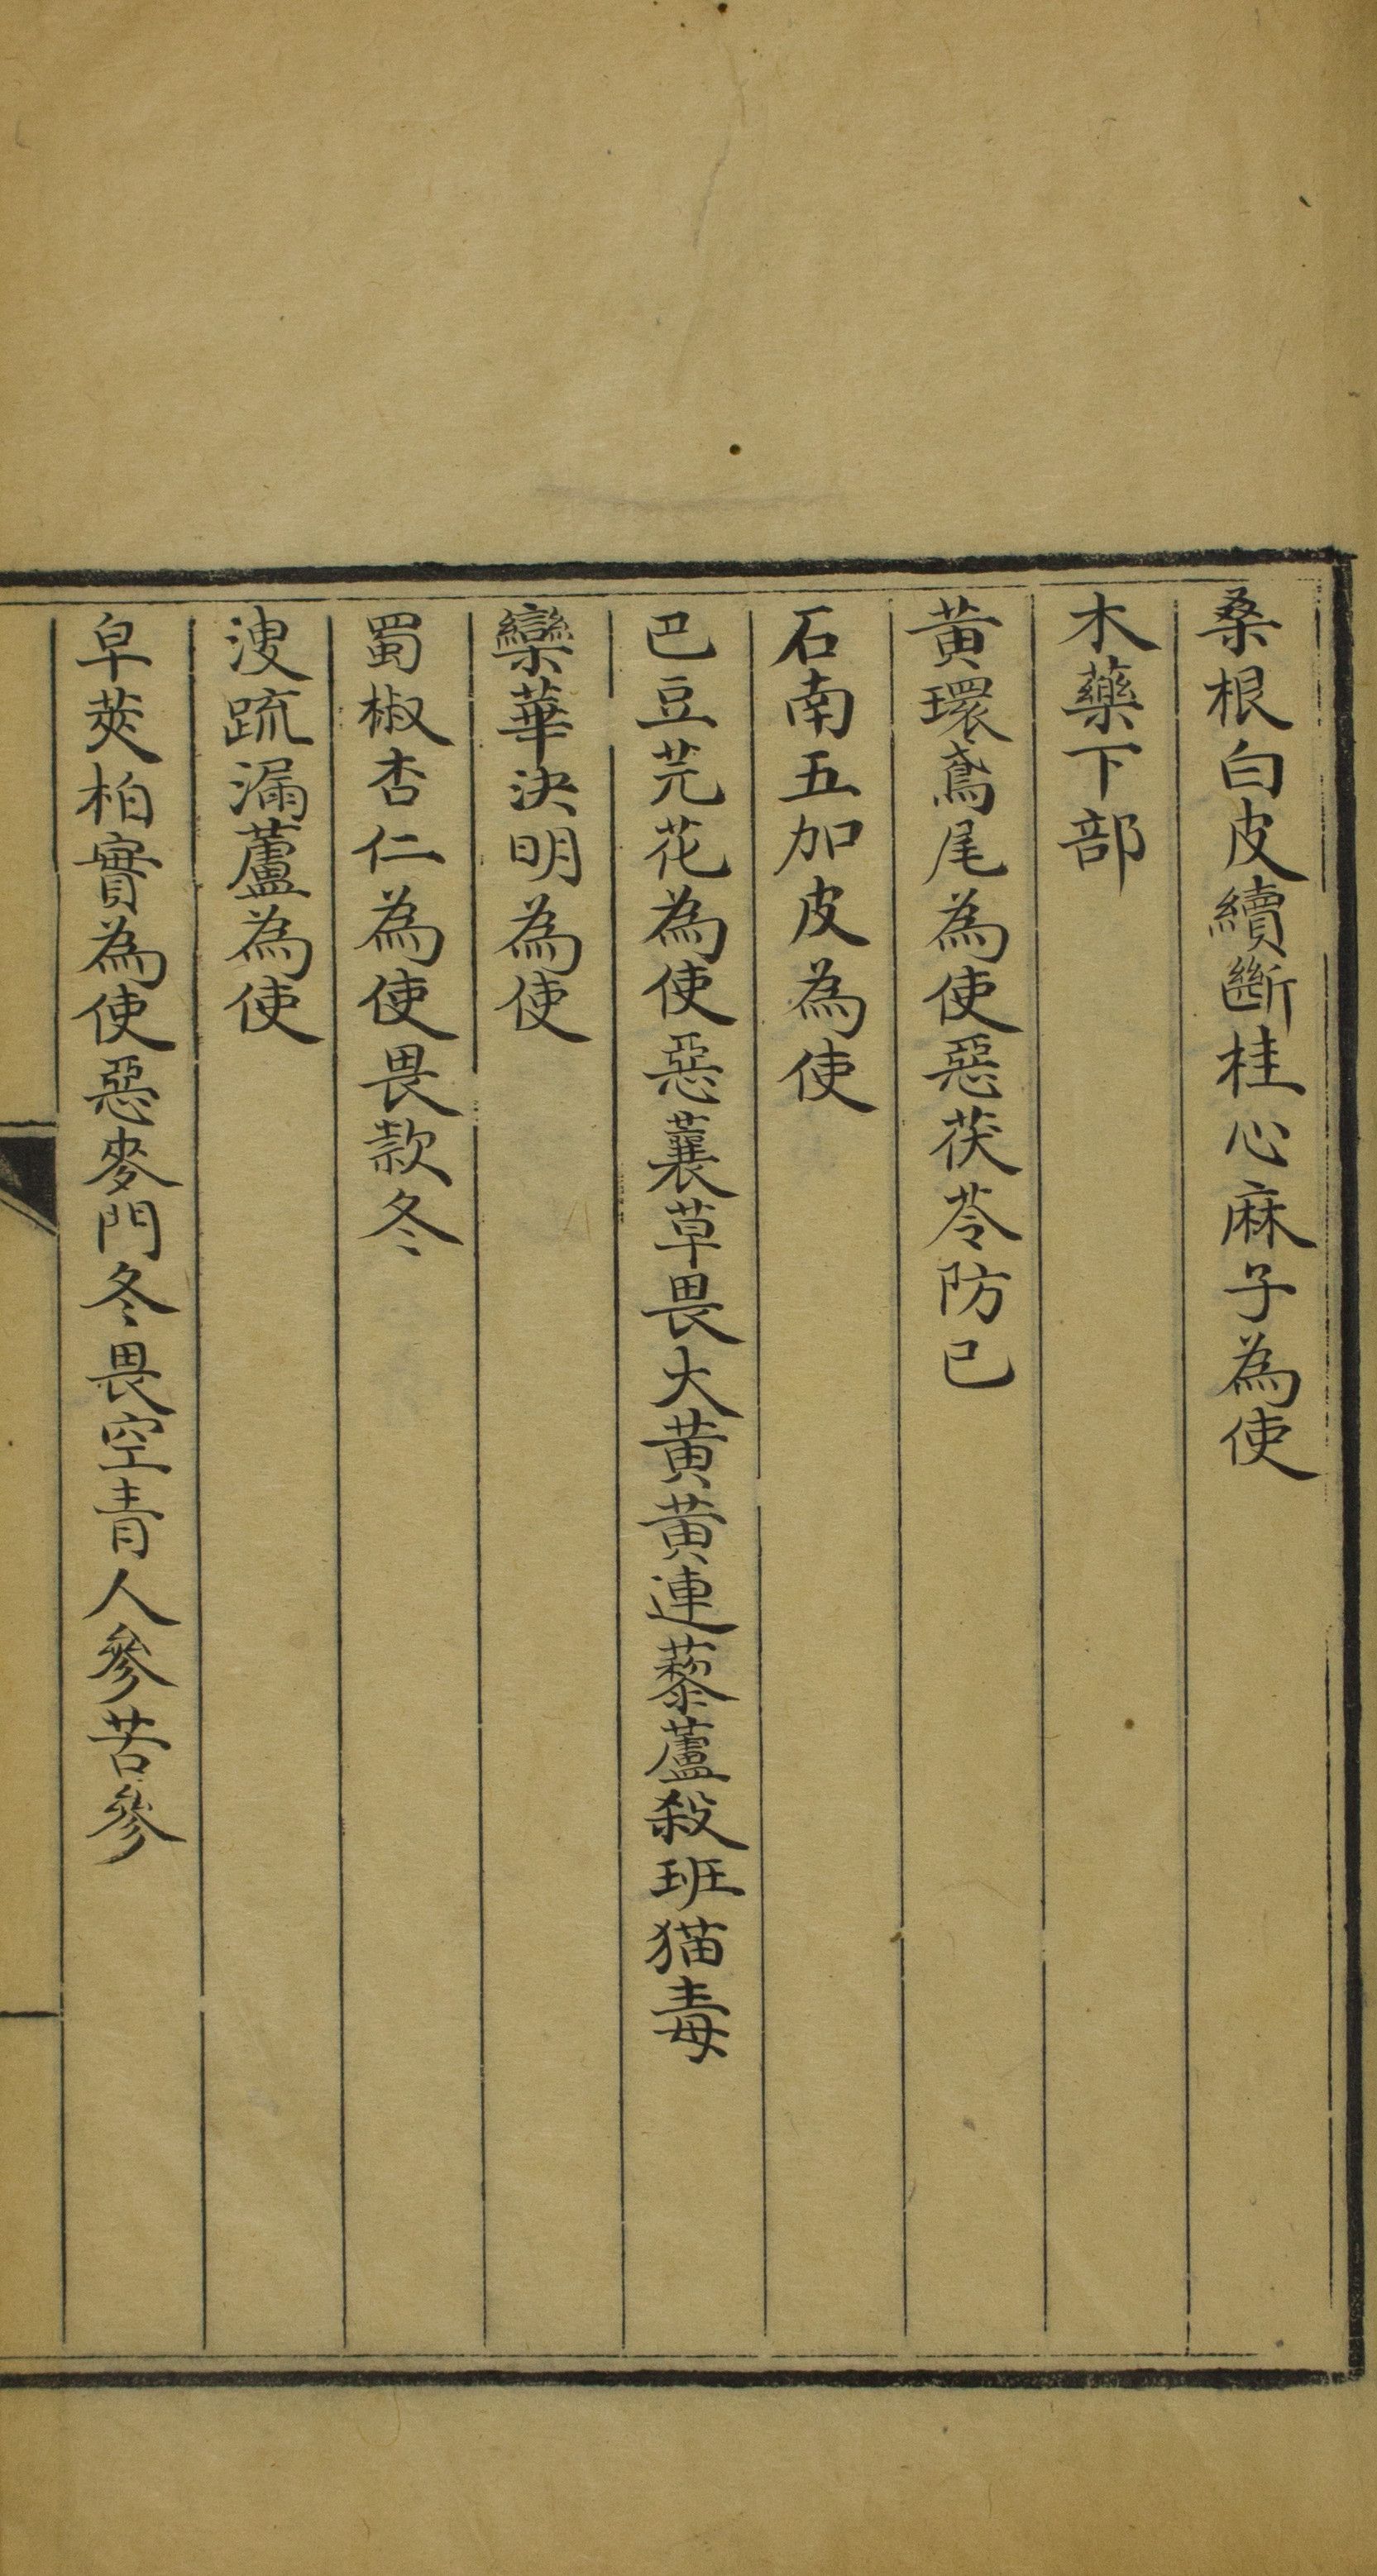 桑根白皮續斷桂心麻子為使
木藥下部
黃環鳶尾為使惡茯苓防己
石南五加皮為使
巴豆芫花為使惡蘘草畏大黃黃連藜蘆殺班猫毒
欒華決明為使
蜀椒杏仁為使畏款冬
溲疏漏蘆為使
皁莢柏實為使惡麥門冬畏空青人參苦參